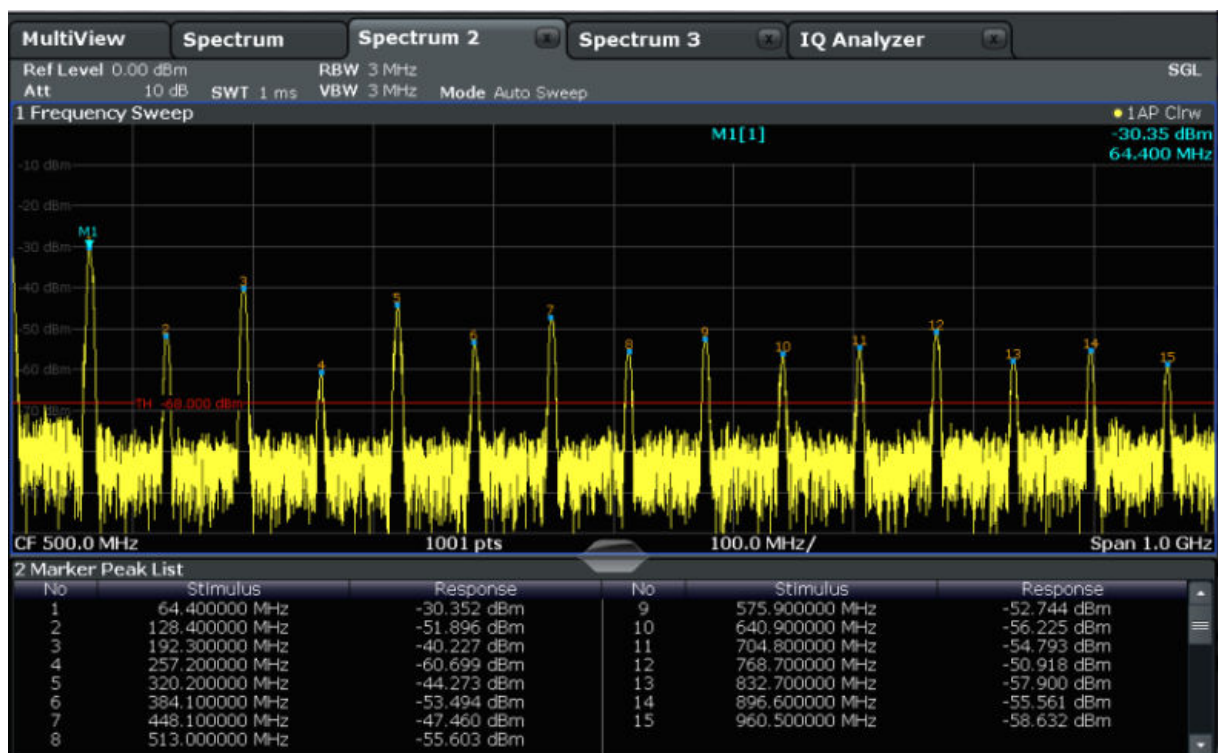 MultiView Spectrum Spectrum 2 x Spectrum 3 x IQ Analyzer x
Ref Level 0.00 dBm RBW 3 MHz SGL
Att 10 dB SWT 1 ms VBW 3 MHz Mode Auto Sweep
1 Frequency Sweep 1AP Clrw
M1[1] -30.35 dBm
64.400 MHz
-10 dBm
-20 dBm
M1
-30 dBm
3
-40 dBm
5
7
-50 dBm
2 6 8 9 10 11 12 13 14 15
4
-60 dBm
TH -68.000 dBm
-70 dBm
CF 500.0 MHz 1001 pts 100.0 MHz/ Span 1.0 GHz
2 Marker Peak List
No Stimulus Response No Stimulus Response
1 64.400000 MHz -30.352 dBm 9 575.900000 MHz -52.744 dBm
2 128.400000 MHz -51.896 dBm 10 640.900000 MHz -56.225 dBm
3 192.300000 MHz -40.227 dBm 11 704.800000 MHz -54.793 dBm
4 257.200000 MHz -60.699 dBm 12 768.700000 MHz -50.918 dBm
5 320.200000 MHz -44.273 dBm 13 832.700000 MHz -57.900 dBm
6 384.100000 MHz -53.494 dBm 14 896.600000 MHz -55.561 dBm
7 448.100000 MHz -47.460 dBm 15 960.500000 MHz -58.632 dBm
8 513.000000 MHz -55.603 dBm